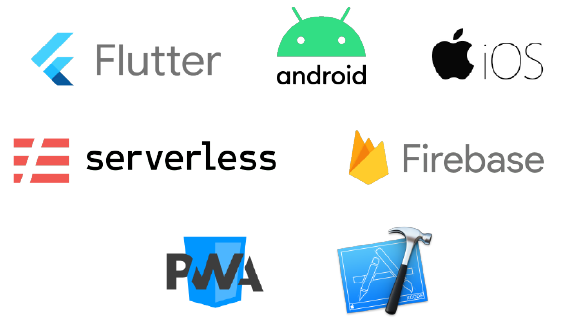 Flutter
android
iOS
serverless
Firebase
PWA